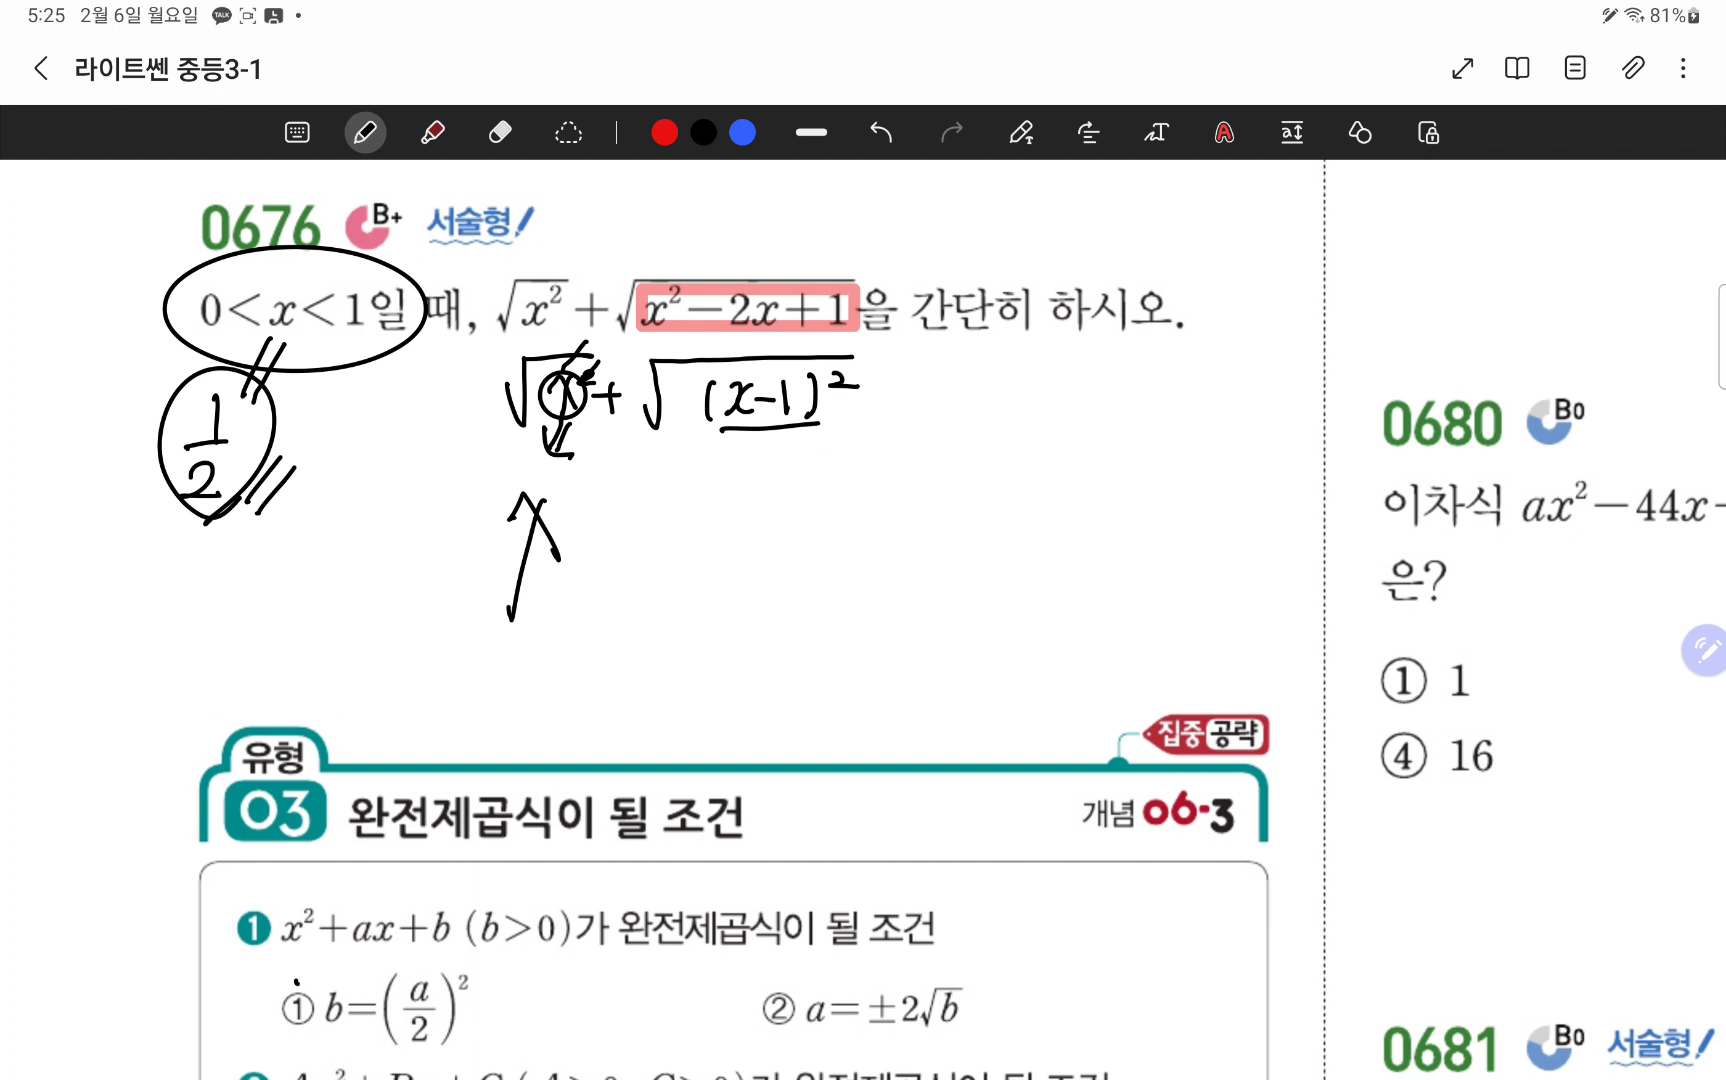 5:25 2월 6일 월요일 TALK 81%
라이트쎈 중등3-1
0676 B+ 서술형
0<x<1일 때, √x² + √x²−2x+1을 간단히 하시오.
√x² + √(x−1)²
1
2
x
유형
03 완전제곱식이 될 조건
집중 공략
개념 06-3
1 x²+ax+b (b>0)가 완전제곱식이 될 조건
① b=(a/2)² ② a=±2√b
0680 B0
이차식 ax²−44x
은?
① 1
④ 16
0681 B0 서술형